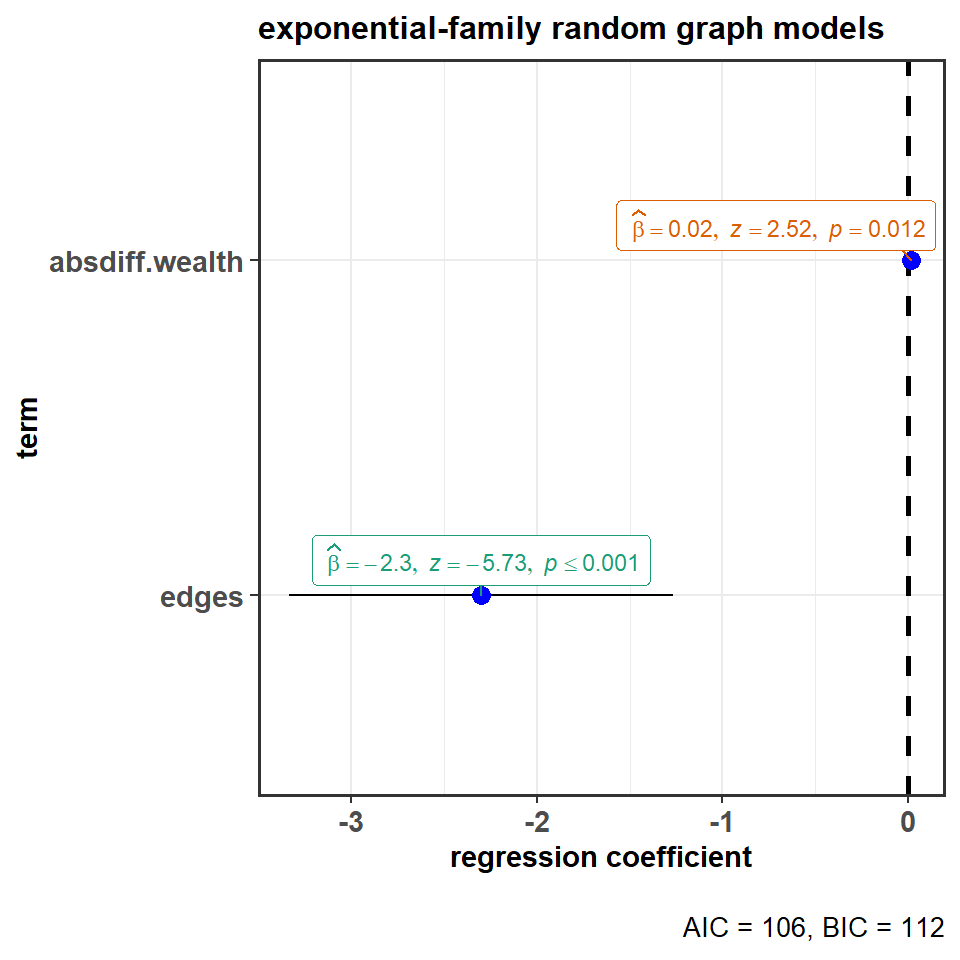 exponential-family random graph models
term
absdiff.wealth
β̂ = 0.02, z = 2.52, p = 0.012
edges
β̂ = −2.3, z = −5.73, p ≤ 0.001
-3 -2 -1 0
regression coefficient
AIC = 106, BIC = 112